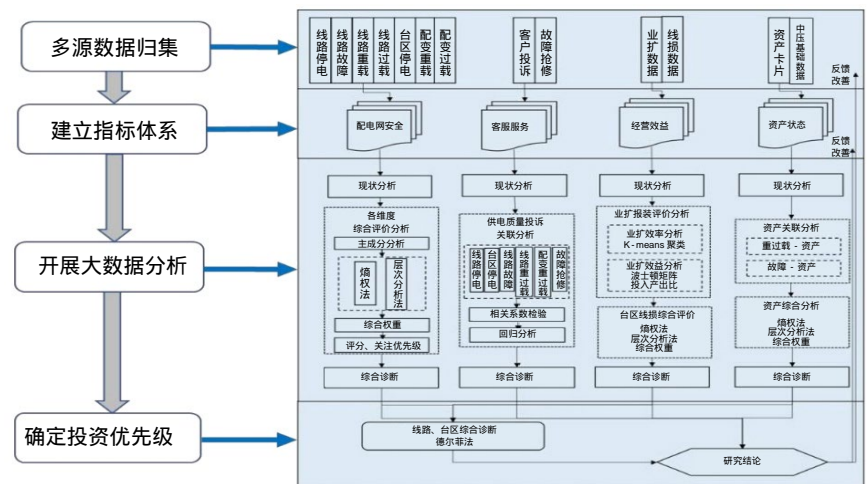 多源数据归集
线路停电
线路故障
线路重载
线路过载
台区停电
配变重载
配变过载
客户投诉
故障抢修
业扩数据
线损数据
资产卡片
中压基础数据
反馈
改善
建立指标体系
配电网安全
客服服务
经营效益
资产状态
反馈
改善
开展大数据分析
现状分析
各维度
综合评价分析
主成分分析
熵权法
层次分析法
综合权重
评分、关注优先级
综合诊断
现状分析
供电质量投诉
关联分析
线路停电
台区停电
线路故障
线路重过载
配变重过载
故障抢修
相关系数检验
回归分析
综合诊断
现状分析
业扩报装评价分析
业扩效率分析
K-means 聚类
业扩效益分析
波士顿矩阵
投入产出比
台区线损综合评价
熵权法
层次分析法
综合权重
综合诊断
现状分析
资产关联分析
重过载 - 资产
故障 - 资产
资产综合分析
熵权法
层次分析法
综合权重
综合诊断
确定投资优先级
线路、台区综合诊断
德尔菲法
研究结论